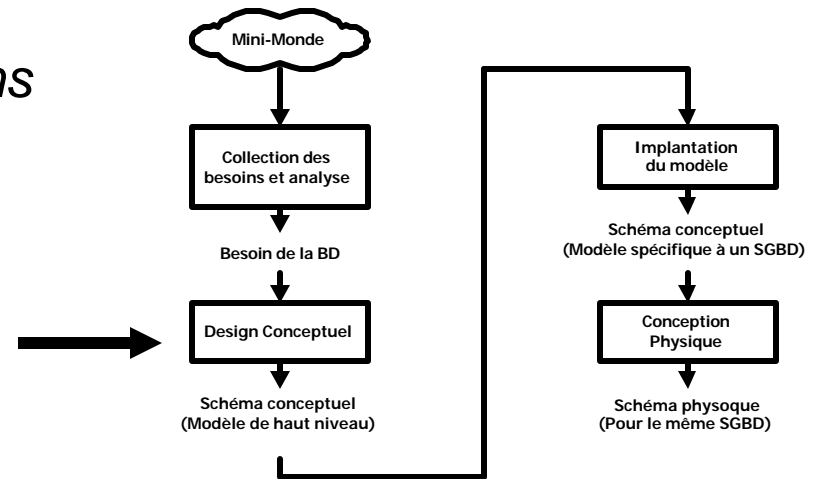 ns
Mini-Monde
Collection des
besoins et analyse
Besoin de la BD
Design Conceptuel
Schéma conceptuel
(Modèle de haut niveau)
Implantation
du modèle
Schéma conceptuel
(Modèle spécifique à un SGBD)
Conception
Physique
Schéma physoque
(Pour le même SGBD)